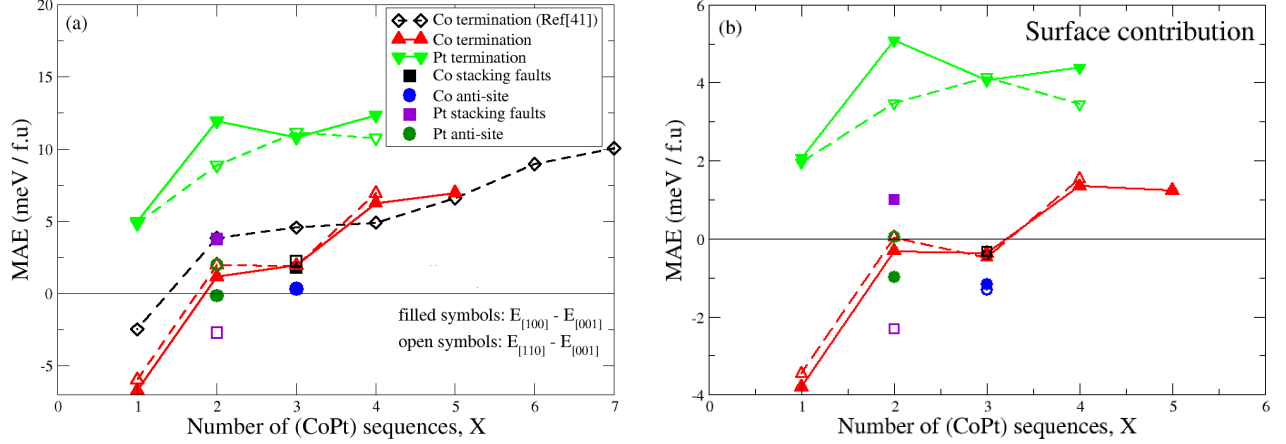 (a)
Co termination (Ref[41])
Co termination
Pt termination
Co stacking faults
Co anti-site
Pt stacking faults
Pt anti-site
filled symbols: E[100] - E[001]
open symbols: E[110] - E[001]
20
15
10
5
0
-5
MAE (meV / f.u)
0 1 2 3 4 5 6 7
Number of (CoPt) sequences, X
(b)
Surface contribution
6
4
2
0
-2
-4
MAE (meV / f.u)
0 1 2 3 4 5 6
Number of (CoPt) sequences, X